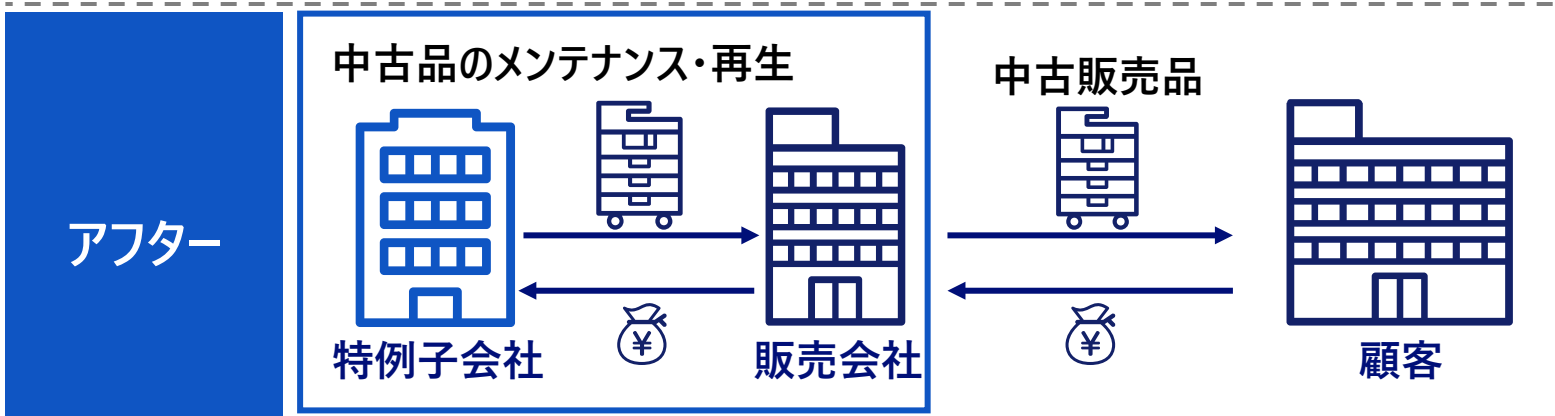 アフター
中古品のメンテナンス・再生
中古販売品
¥
¥
特例子会社
販売会社
顧客